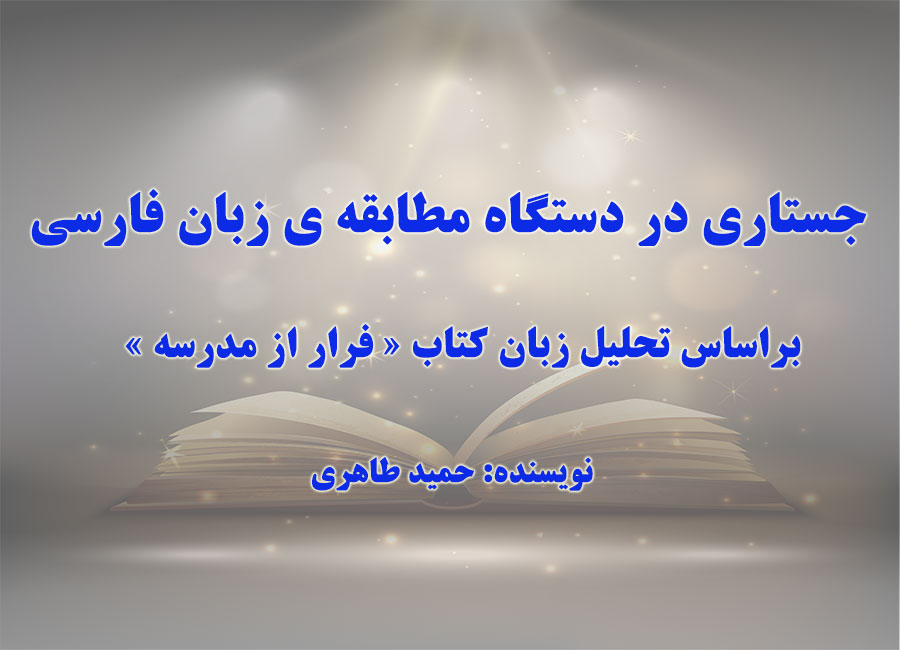 جستاری در دستگاه مطابقه ی زبان فارسی
براساس تحلیل زبان کتاب « فرار از مدرسه »
نویسنده: حمید طاهری